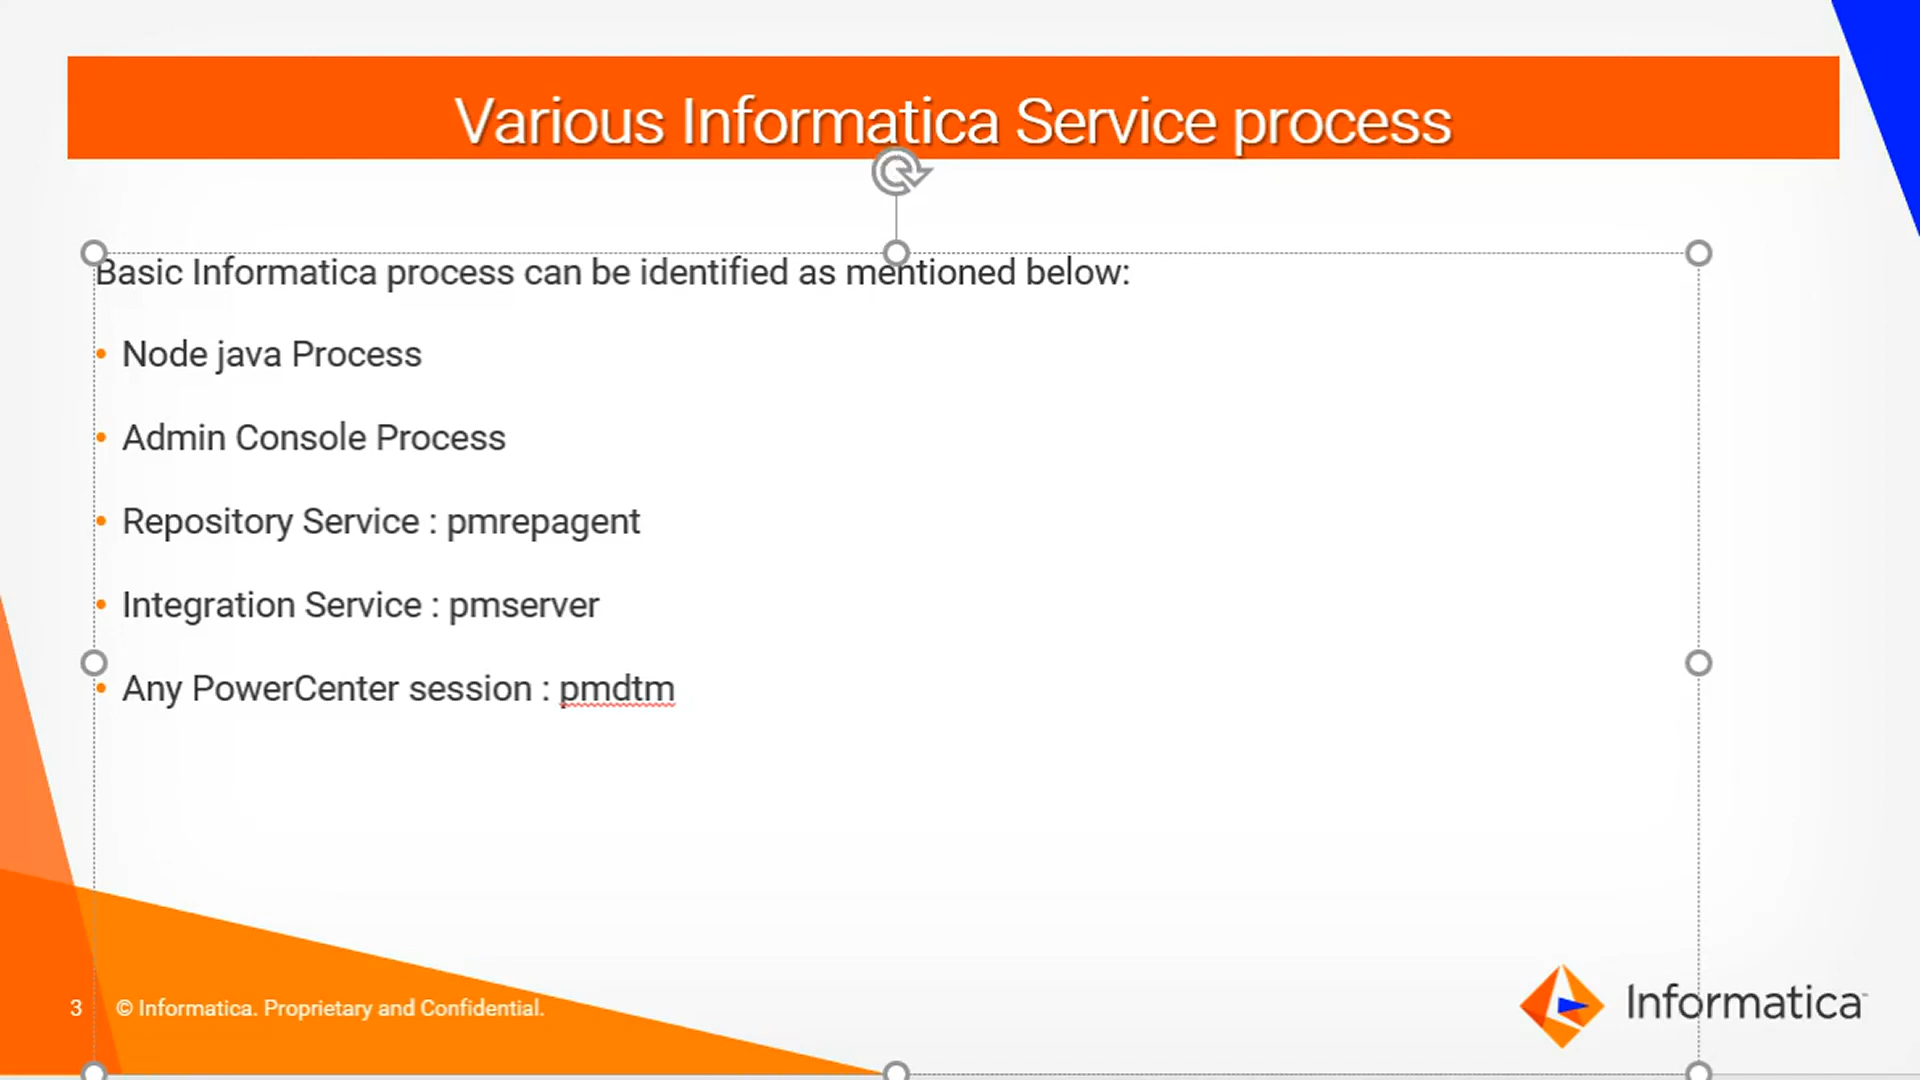 Various Informatica Service process
Basic Informatica process can be identified as mentioned below:
• Node java Process
• Admin Console Process
• Repository Service : pmrepagent
• Integration Service : pmserver
• Any PowerCenter session : pmdtm
3 © Informatica. Proprietary and Confidential.
Informatica